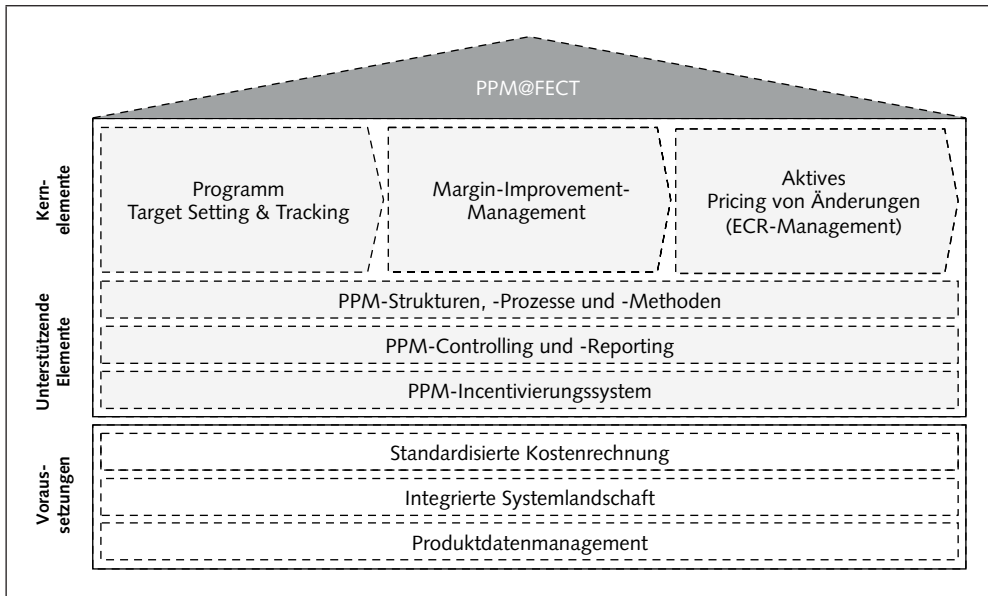 PPM@FECT
Kern-
elemente
Programm
Target Setting & Tracking
Margin-Improvement-
Management
Aktives
Pricing von Änderungen
(ECR-Management)
Unterstützende
Elemente
PPM-Strukturen, -Prozesse und -Methoden
PPM-Controlling und -Reporting
PPM-Incentivierungssystem
Voraus-
setzungen
Standardisierte Kostenrechnung
Integrierte Systemlandschaft
Produktdatenmanagement